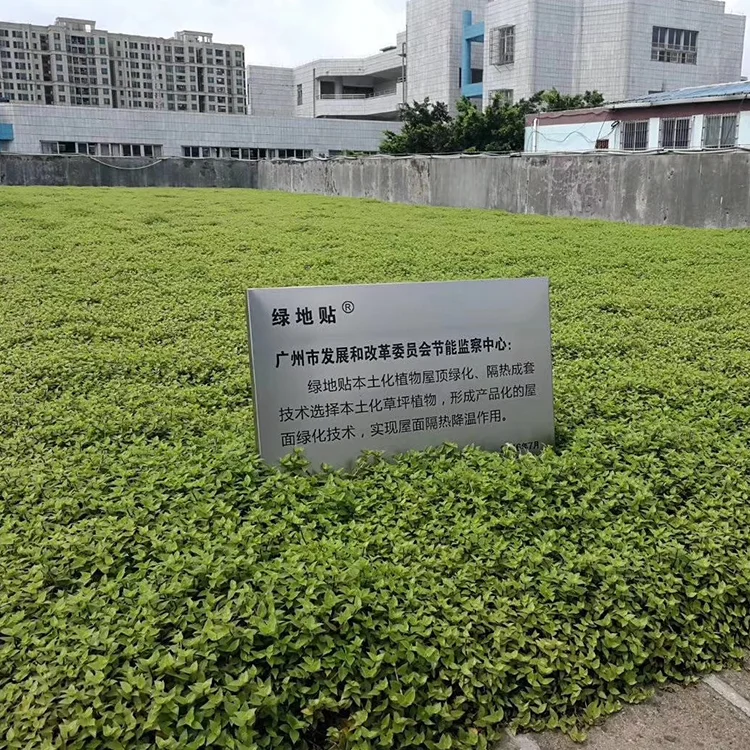 绿地贴®
广州市发展和改革委员会节能监察中心:
绿地贴本土化植物屋顶绿化、隔热成套
技术选择本土化草坪植物，形成产品化的屋
面绿化技术，实现屋面隔热降温作用。
年7月